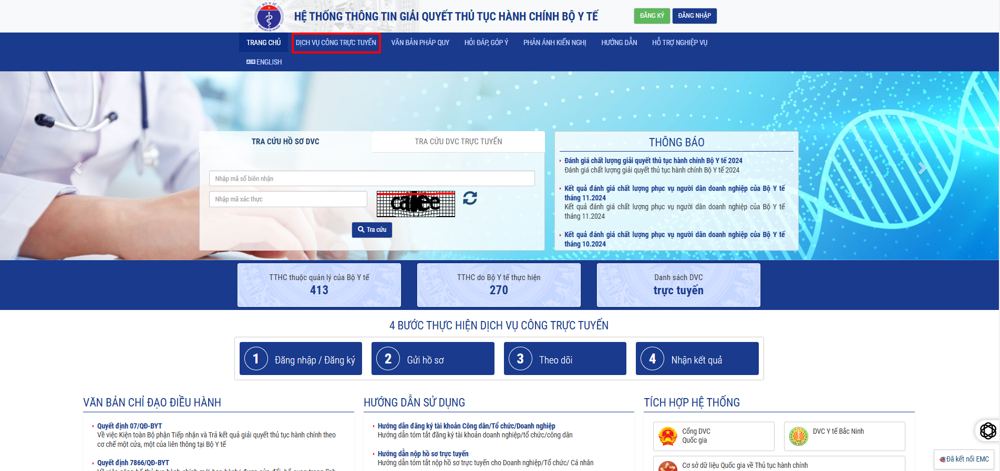 BỘ Y TẾ
MINISTRY OF HEALTH
HỆ THỐNG THÔNG TIN GIẢI QUYẾT THỦ TỤC HÀNH CHÍNH BỘ Y TẾ
ĐĂNG KÝ
ĐĂNG NHẬP
TRANG CHỦ
DỊCH VỤ CÔNG TRỰC TUYẾN
VĂN BẢN PHÁP QUY
HỎI ĐÁP, GÓP Ý
PHẢN ÁNH KIẾN NGHỊ
HƯỚNG DẪN
HỖ TRỢ NGHIỆP VỤ
ENGLISH
TRA CỨU HỒ SƠ DVC
TRA CỨU DVC TRỰC TUYẾN
Nhập mã số biên nhận
Nhập mã xác thực
Tra cứu
THÔNG BÁO
Đánh giá chất lượng giải quyết thủ tục hành chính Bộ Y tế 2024
Đánh giá chất lượng giải quyết thủ tục hành chính Bộ Y tế 2024
Kết quả đánh giá chất lượng phục vụ người dân doanh nghiệp của Bộ Y tế
tháng 11.2024
Kết quả đánh giá chất lượng phục vụ người dân doanh nghiệp của Bộ Y tế
tháng 11.2024
Kết quả đánh giá chất lượng phục vụ người dân doanh nghiệp của Bộ Y tế
tháng 10.2024
TTHC thuộc quản lý của Bộ Y tế
413
TTHC do Bộ Y tế thực hiện
270
Danh sách DVC
trực tuyến
4 BƯỚC THỰC HIỆN DỊCH VỤ CÔNG TRỰC TUYẾN
1 Đăng nhập / Đăng ký
2 Gửi hồ sơ
3 Theo dõi
4 Nhận kết quả
VĂN BẢN CHỈ ĐẠO ĐIỀU HÀNH
Quyết định 07/QĐ-BYT
Về việc Kiện toàn Bộ phận Tiếp nhận và Trả kết quả giải quyết thủ tục hành chính theo
cơ chế một cửa, một của liên thông tại Bộ Y tế
Quyết định 7866/QĐ-BYT
HƯỚNG DẪN SỬ DỤNG
Hướng dẫn đăng ký tài khoản Công dân/Tổ chức/Doanh nghiệp
Hướng dẫn tóm tắt đăng ký tài khoản doanh nghiệp/tổ chức/công dân
Hướng dẫn nộp hồ sơ trực tuyến
Hướng dẫn tóm tắt nộp hồ sơ trực tuyến cho Doanh nghiệp/Tổ chức/ Cá nhân
TÍCH HỢP HỆ THỐNG
Cổng DVC
Quốc gia
DVC Y tế Bắc Ninh
Cơ sở dữ liệu Quốc gia về Thủ tục hành chính
Đã kết nối EMC